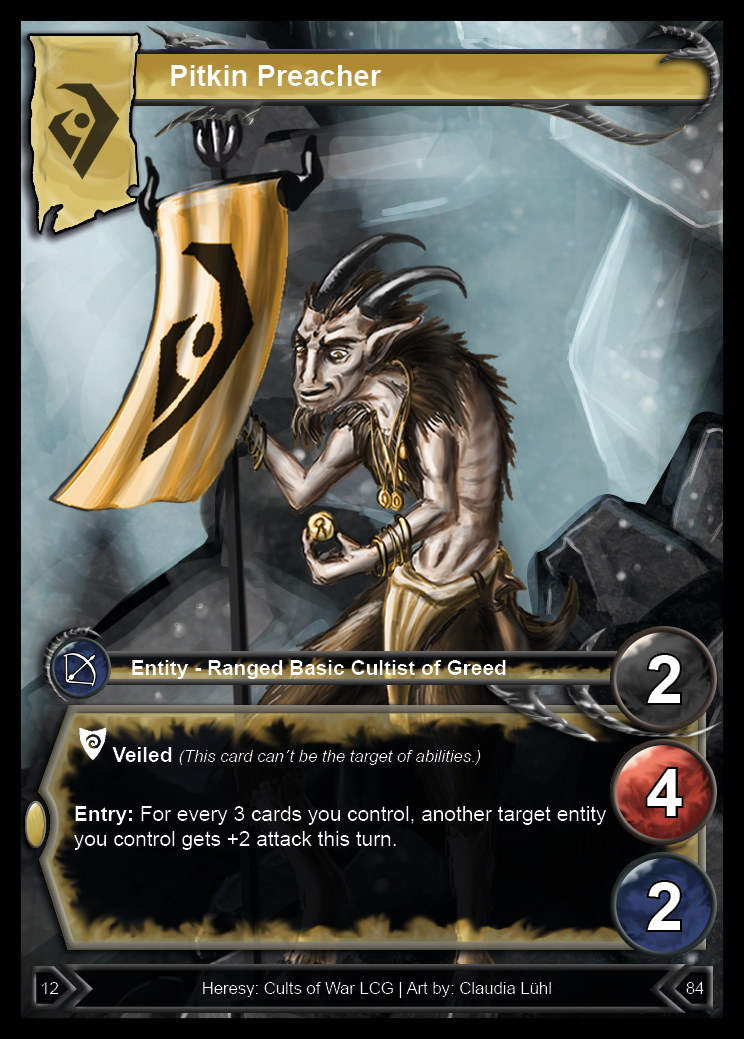 Pitkin Preacher
Entity - Ranged Basic Cultist of Greed
2
Veiled (This card can´t be the target of abilities.)
4
Entry: For every 3 cards you control, another target entity
you control gets +2 attack this turn.
2
12
Heresy: Cults of War LCG | Art by: Claudia Lühl
84